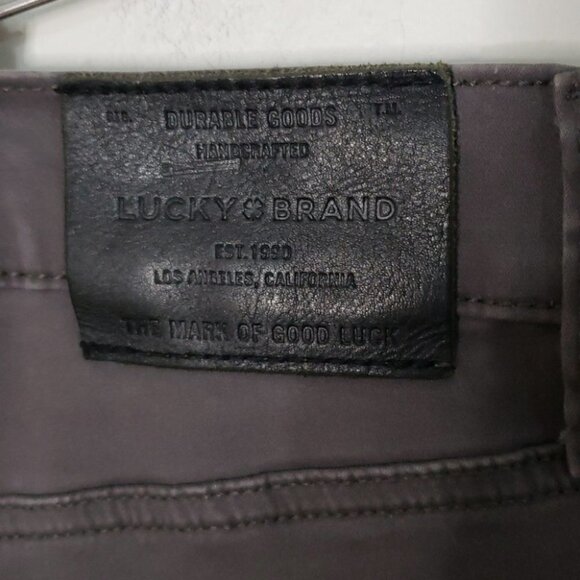 DURABLE GOODS T.M.
HANDCRAFTED
LUCKY BRAND
EST. 1990
LOS ANGELES, CALIFORNIA
THE MARK OF GOOD LUCK